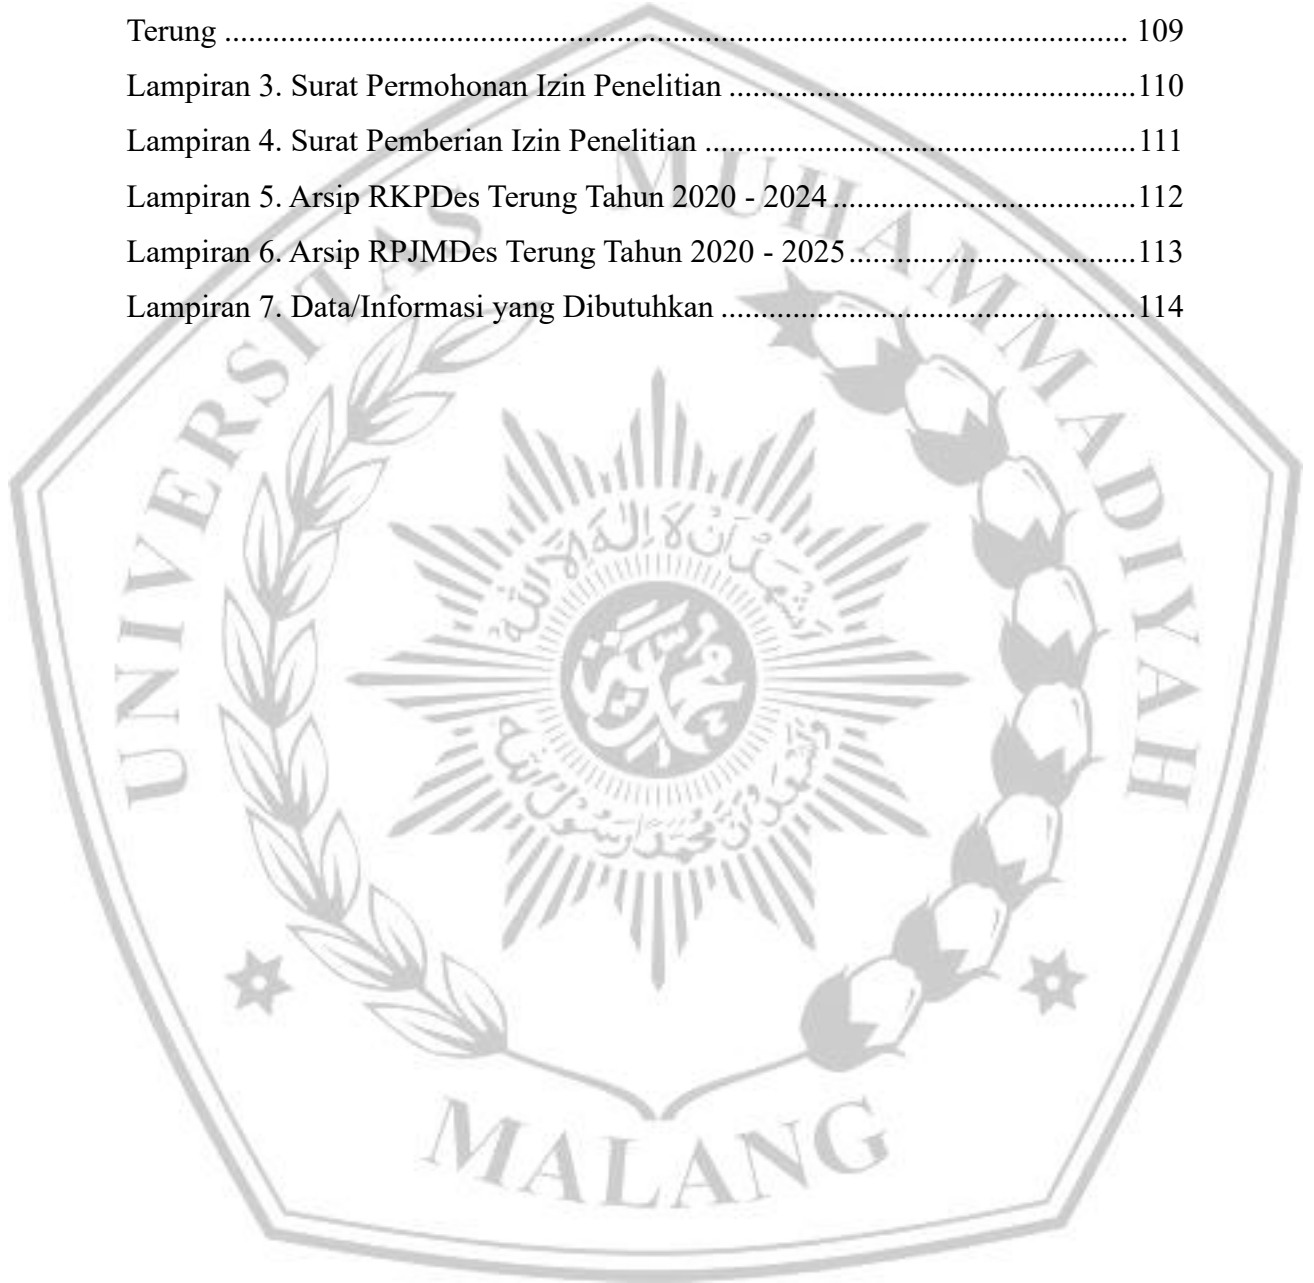 Terung ................................................................................................................. 109
Lampiran 3. Surat Permohonan Izin Penelitian ...................................................110
Lampiran 4. Surat Pemberian Izin Penelitian ......................................................111
Lampiran 5. Arsip RKPDes Terung Tahun 2020 - 2024 ......................................112
Lampiran 6. Arsip RPJMDes Terung Tahun 2020 - 2025....................................113
Lampiran 7. Data/Informasi yang Dibutuhkan ....................................................114
UNIVERSITAS MUHAMMADIYAH
MALANG